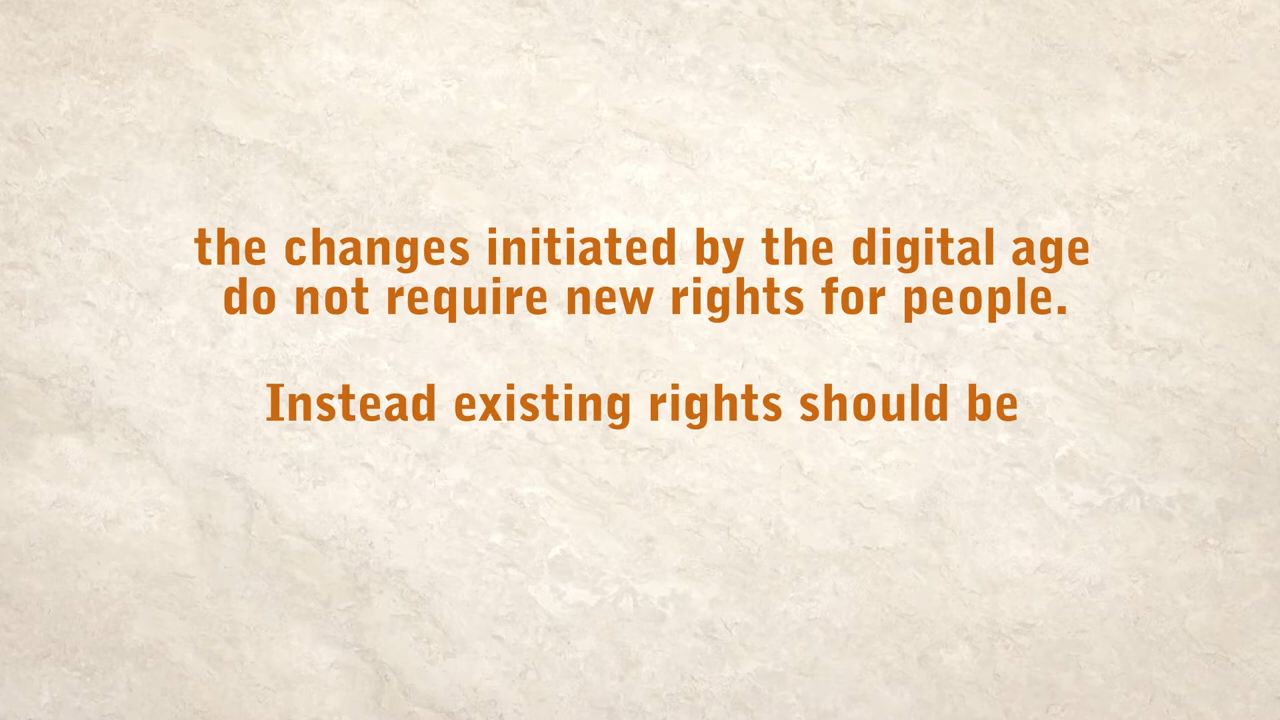 the changes initiated by the digital age
do not require new rights for people.
Instead existing rights should be